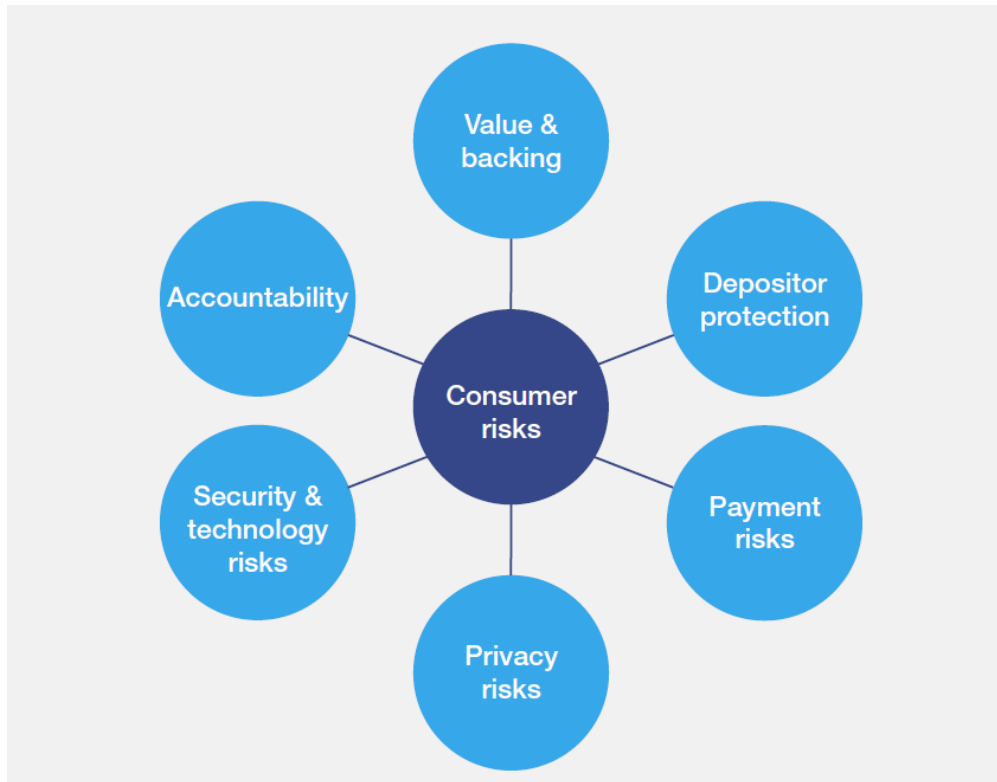 Value &
backing
Accountability
Depositor
protection
Consumer
risks
Security &
technology
risks
Payment
risks
Privacy
risks